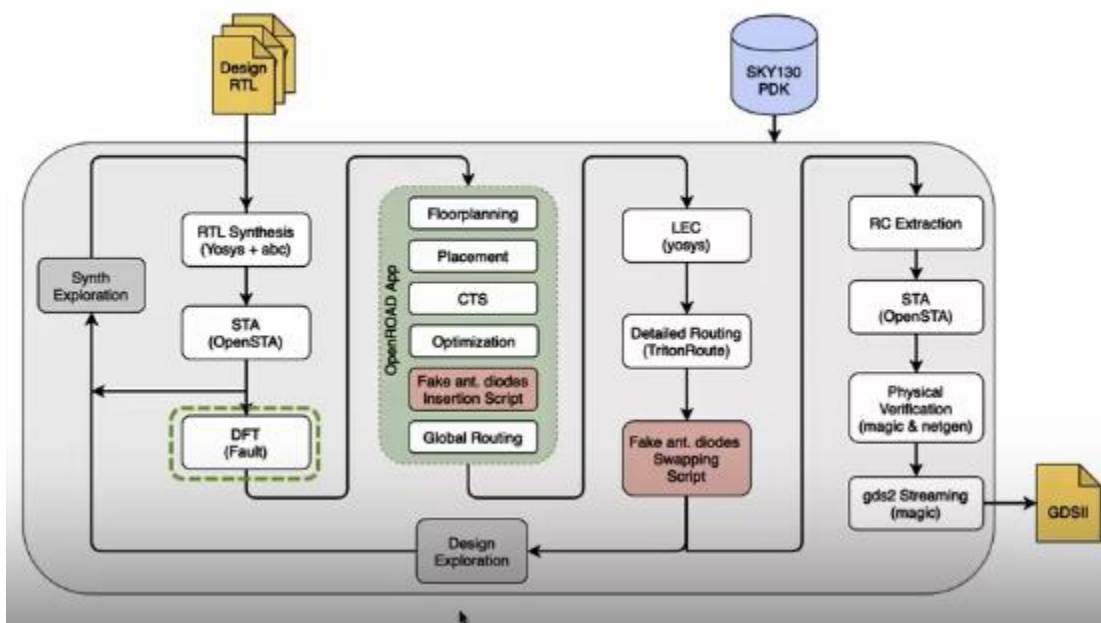 Design
RTL
SKY130
PDK
RTL Synthesis
(Yosys + abc)
Synth
Exploration
STA
(OpenSTA)
DFT
(Fault)
OpenROAD App
Floorplanning
Placement
CTS
Optimization
Fake ant. diodes
Insertion Script
Global Routing
LEC
(yosys)
Detailed Routing
(TritonRoute)
Fake ant. diodes
Swapping
Script
Design
Exploration
RC Extraction
STA
(OpenSTA)
Physical
Verification
(magic & netgen)
gds2 Streaming
(magic)
GDSII